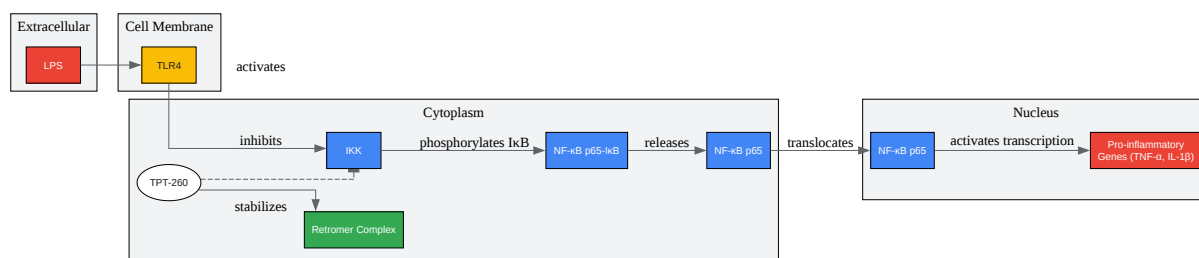 Extracellular
LPS
Cell Membrane
TLR4
activates
Cytoplasm
inhibits
IKK
phosphorylates IκB
NF-κB p65-IκB
releases
NF-κB p65
translocates
TPT-260
stabilizes
Retromer Complex
Nucleus
NF-κB p65
activates transcription
Pro-inflammatory
Genes (TNF-α, IL-1β)